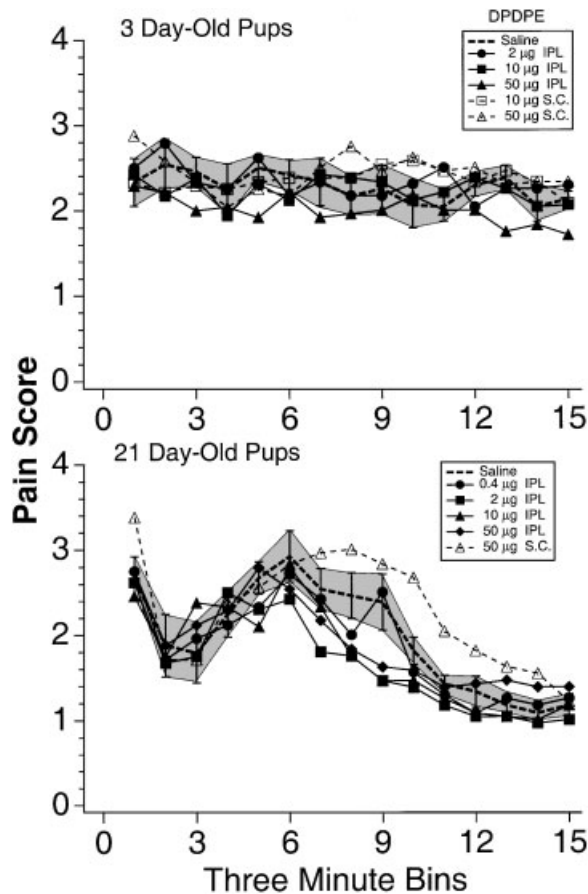 3 Day-Old Pups
DPDPE
Saline
2 µg IPL
10 µg IPL
50 µg IPL
10 µg S.C.
50 µg S.C.
4
3
2
1
0
0 3 6 9 12 15
Pain Score
21 Day-Old Pups
Saline
0.4 µg IPL
2 µg IPL
10 µg IPL
50 µg IPL
50 µg S.C.
4
3
2
1
0
0 3 6 9 12 15
Three Minute Bins